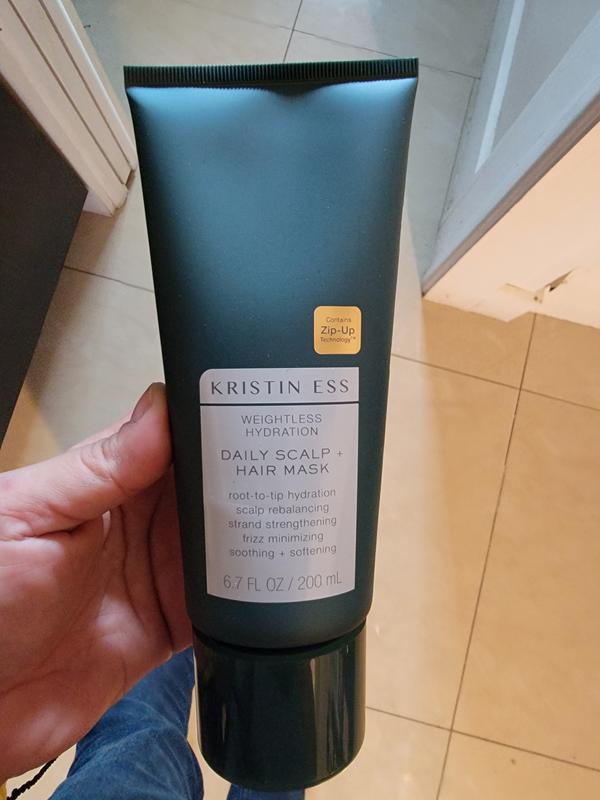 Contains
Zip-Up
Technology™
KRISTIN ESS
WEIGHTLESS
HYDRATION
DAILY SCALP +
HAIR MASK
root-to-tip hydration
scalp rebalancing
strand strengthening
frizz minimizing
soothing + softening
6.7 FL OZ / 200 mL